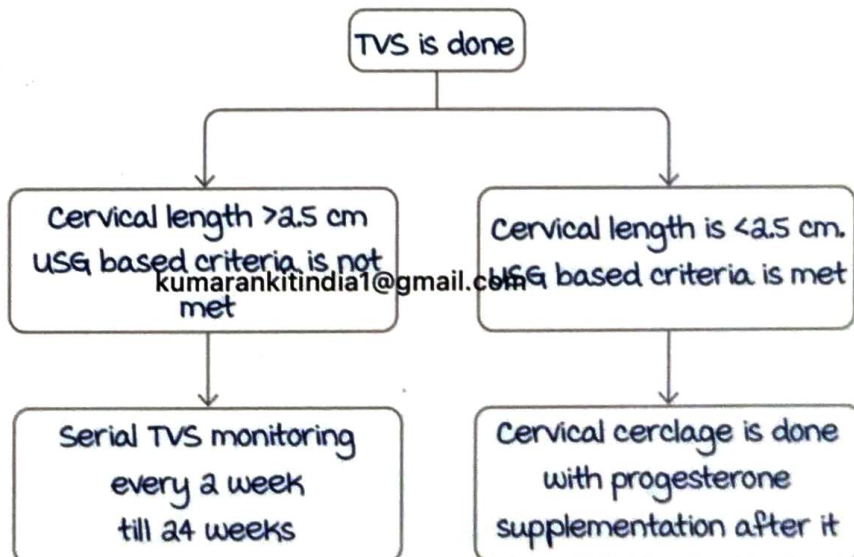 TVS is done
Cervical length >2.5 cm
USG based criteria is not
met
Cervical length is <2.5 cm.
USG based criteria is met
kumarankitindia1@gmail.com
Serial TVS monitoring
every 2 week
till 24 weeks
Cervical cerclage is done
with progesterone
supplementation after it